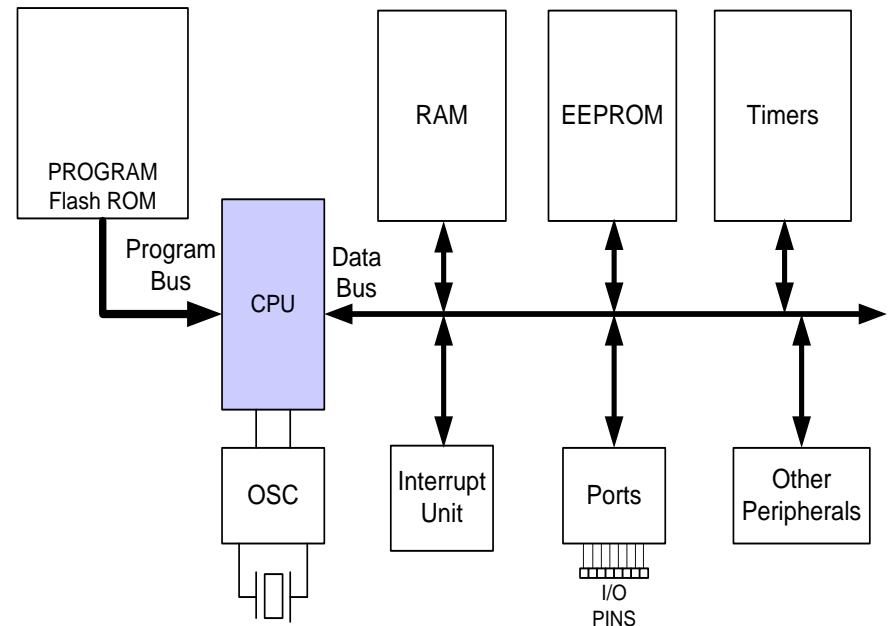 PROGRAM
Flash ROM
RAM
EEPROM
Timers
Program
Bus
CPU
Data
Bus
OSC
Interrupt
Unit
Ports
Other
Peripherals
I/O
PINS